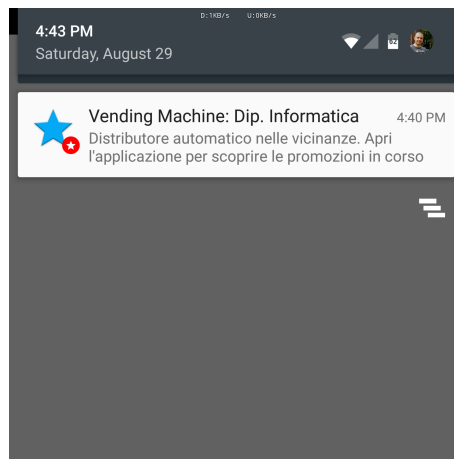 D:1KB/s U:0KB/s
4:43 PM
Saturday, August 29
Vending Machine: Dip. Informatica 4:40 PM
Distributore automatico nelle vicinanze. Apri
l'applicazione per scoprire le promozioni in corso